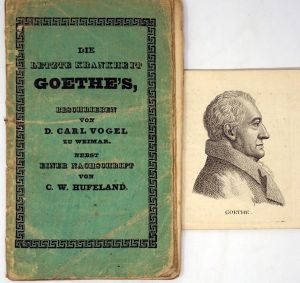 DIE
LETZTE KRANKHEIT
GOETHE'S,
BESCHRIEBEN
VON
D. CARL VOGEL
ZU WEIMAR.
NEBST
EINER NACHSCHRIFT
VON
C. W. HUFELAND.
GOETHE.